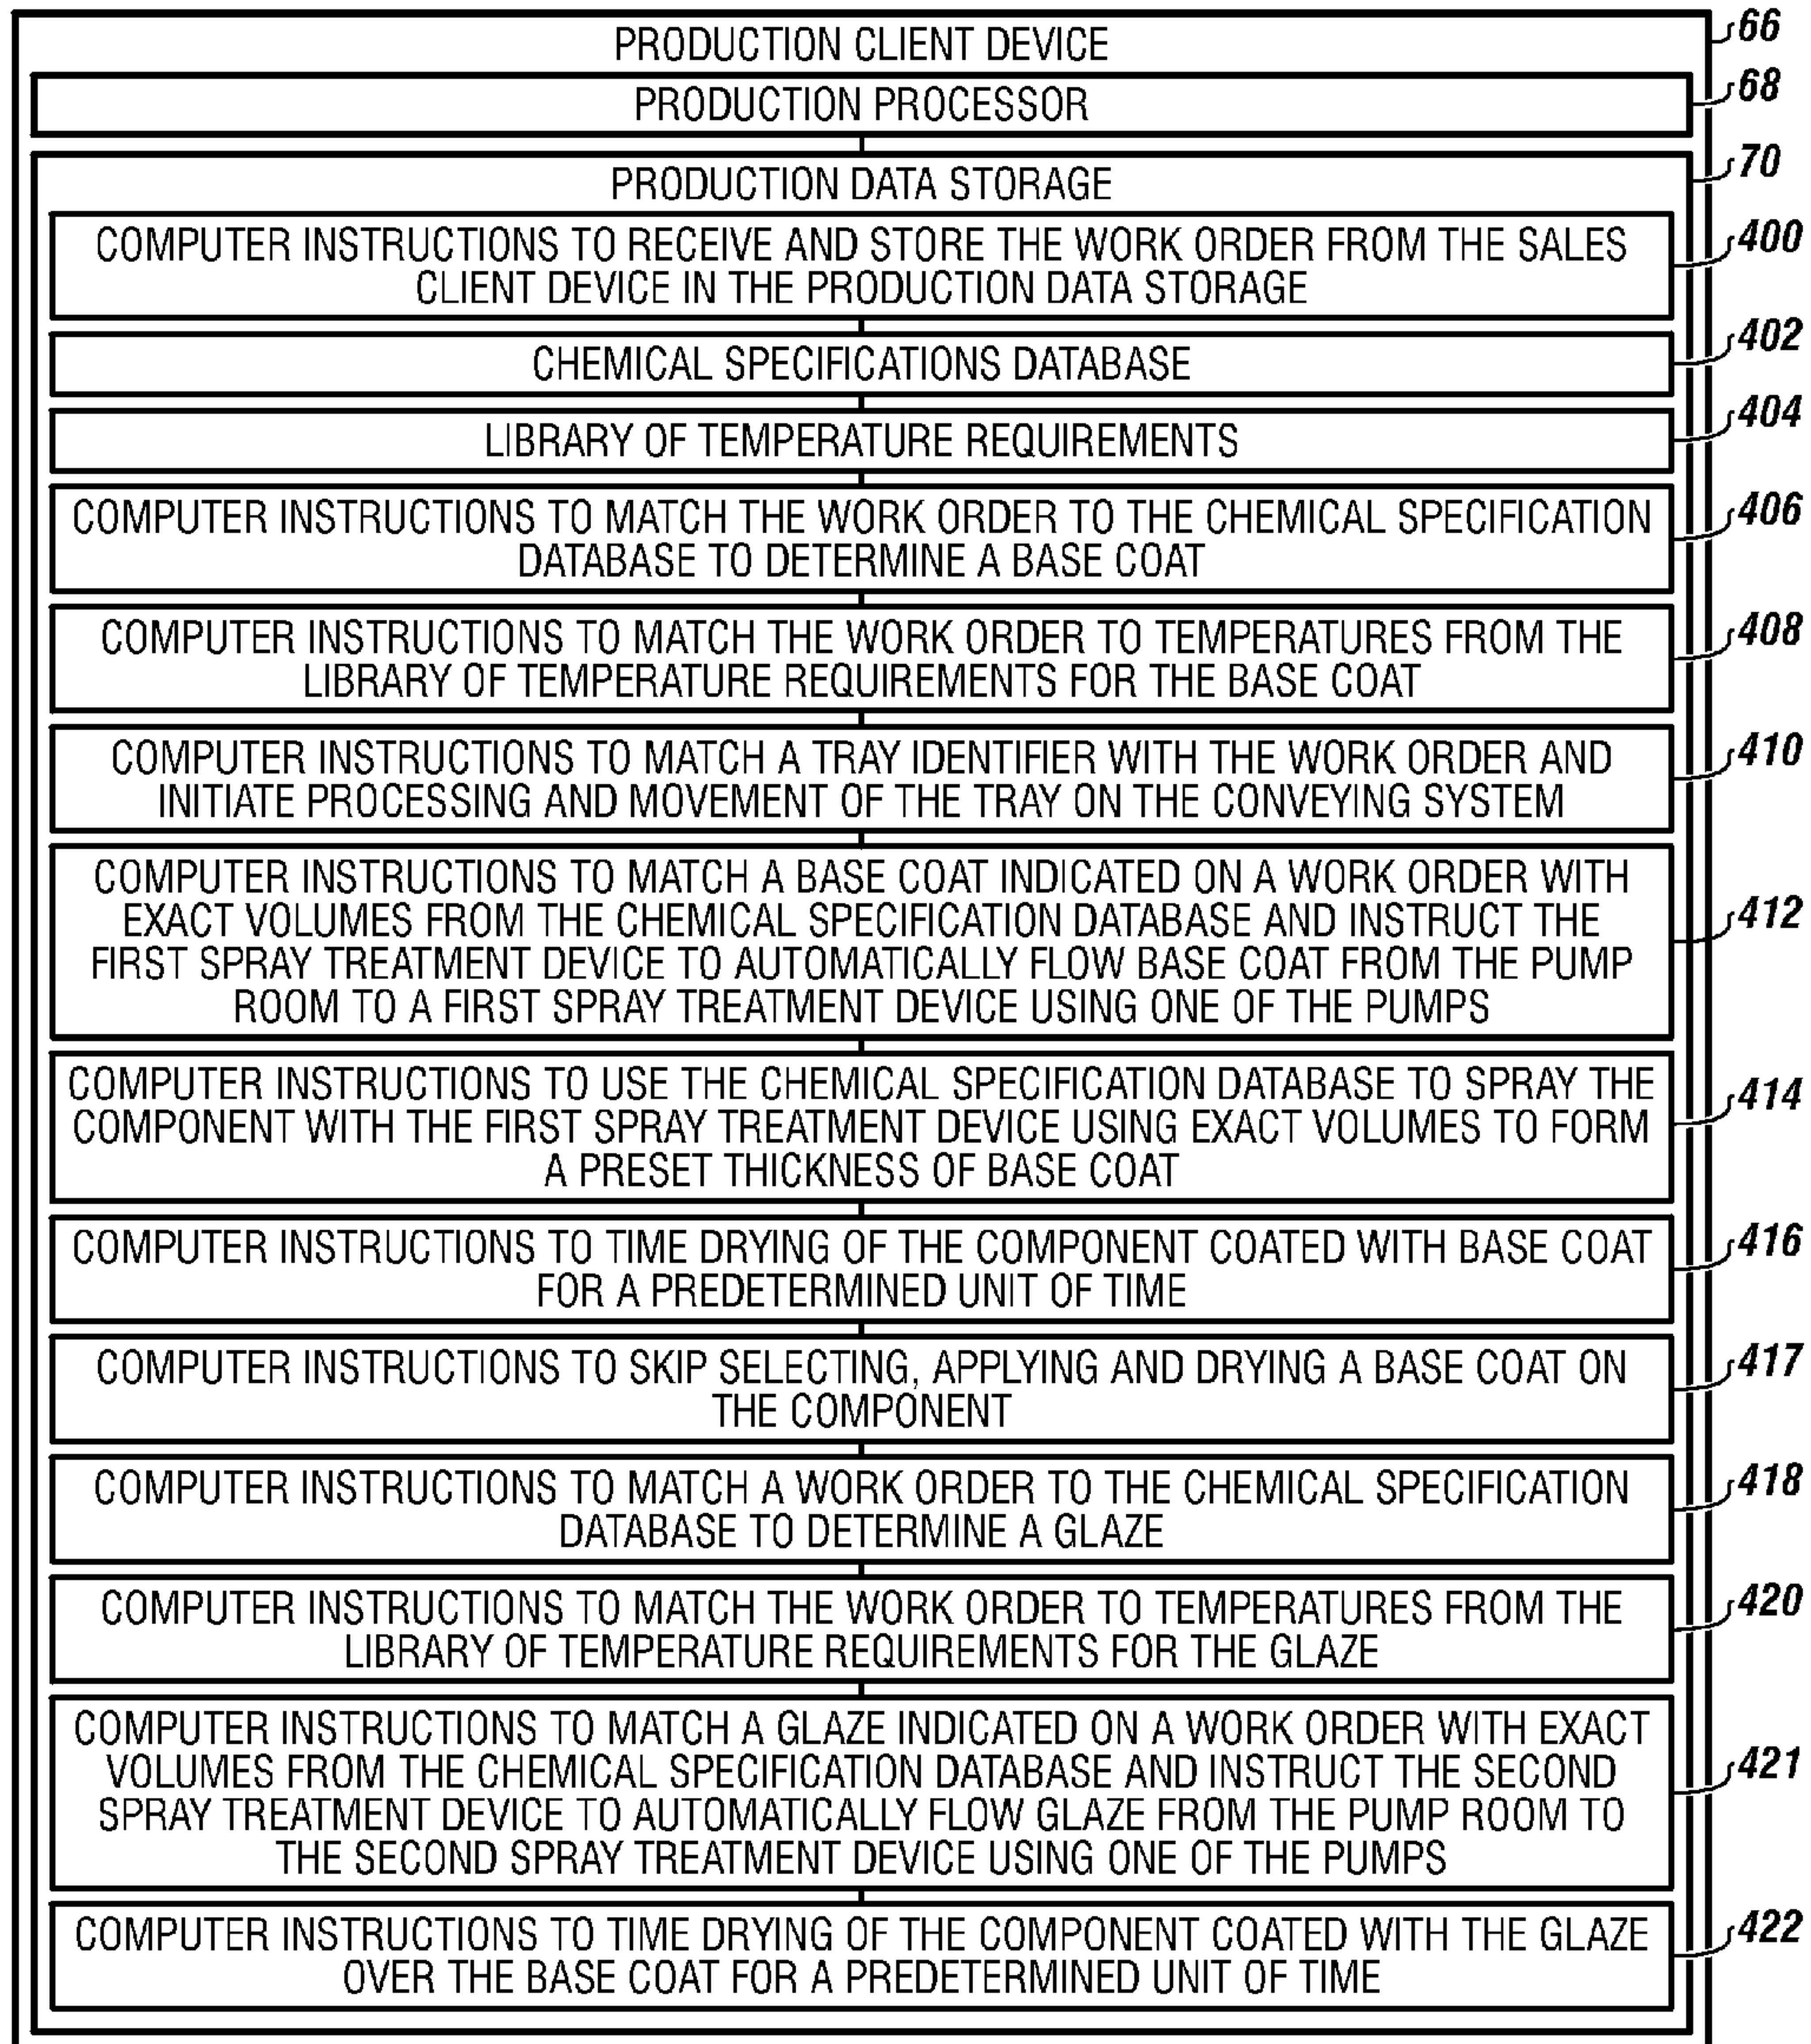 PRODUCTION CLIENT DEVICE
66
PRODUCTION PROCESSOR
68
PRODUCTION DATA STORAGE
70
COMPUTER INSTRUCTIONS TO RECEIVE AND STORE THE WORK ORDER FROM THE SALES
CLIENT DEVICE IN THE PRODUCTION DATA STORAGE
400
CHEMICAL SPECIFICATIONS DATABASE
402
LIBRARY OF TEMPERATURE REQUIREMENTS
404
COMPUTER INSTRUCTIONS TO MATCH THE WORK ORDER TO THE CHEMICAL SPECIFICATION
DATABASE TO DETERMINE A BASE COAT
406
COMPUTER INSTRUCTIONS TO MATCH THE WORK ORDER TO TEMPERATURES FROM THE
LIBRARY OF TEMPERATURE REQUIREMENTS FOR THE BASE COAT
408
COMPUTER INSTRUCTIONS TO MATCH A TRAY IDENTIFIER WITH THE WORK ORDER AND
INITIATE PROCESSING AND MOVEMENT OF THE TRAY ON THE CONVEYING SYSTEM
410
COMPUTER INSTRUCTIONS TO MATCH A BASE COAT INDICATED ON A WORK ORDER WITH
EXACT VOLUMES FROM THE CHEMICAL SPECIFICATION DATABASE AND INSTRUCT THE
FIRST SPRAY TREATMENT DEVICE TO AUTOMATICALLY FLOW BASE COAT FROM THE PUMP
ROOM TO A FIRST SPRAY TREATMENT DEVICE USING ONE OF THE PUMPS
412
COMPUTER INSTRUCTIONS TO USE THE CHEMICAL SPECIFICATION DATABASE TO SPRAY THE
COMPONENT WITH THE FIRST SPRAY TREATMENT DEVICE USING EXACT VOLUMES TO FORM
A PRESET THICKNESS OF BASE COAT
414
COMPUTER INSTRUCTIONS TO TIME DRYING OF THE COMPONENT COATED WITH BASE COAT
FOR A PREDETERMINED UNIT OF TIME
416
COMPUTER INSTRUCTIONS TO SKIP SELECTING, APPLYING AND DRYING A BASE COAT ON
THE COMPONENT
417
COMPUTER INSTRUCTIONS TO MATCH A WORK ORDER TO THE CHEMICAL SPECIFICATION
DATABASE TO DETERMINE A GLAZE
418
COMPUTER INSTRUCTIONS TO MATCH THE WORK ORDER TO TEMPERATURES FROM THE
LIBRARY OF TEMPERATURE REQUIREMENTS FOR THE GLAZE
420
COMPUTER INSTRUCTIONS TO MATCH A GLAZE INDICATED ON A WORK ORDER WITH EXACT
VOLUMES FROM THE CHEMICAL SPECIFICATION DATABASE AND INSTRUCT THE SECOND
SPRAY TREATMENT DEVICE TO AUTOMATICALLY FLOW GLAZE FROM THE PUMP ROOM TO
THE SECOND SPRAY TREATMENT DEVICE USING ONE OF THE PUMPS
421
COMPUTER INSTRUCTIONS TO TIME DRYING OF THE COMPONENT COATED WITH THE GLAZE
OVER THE BASE COAT FOR A PREDETERMINED UNIT OF TIME
422